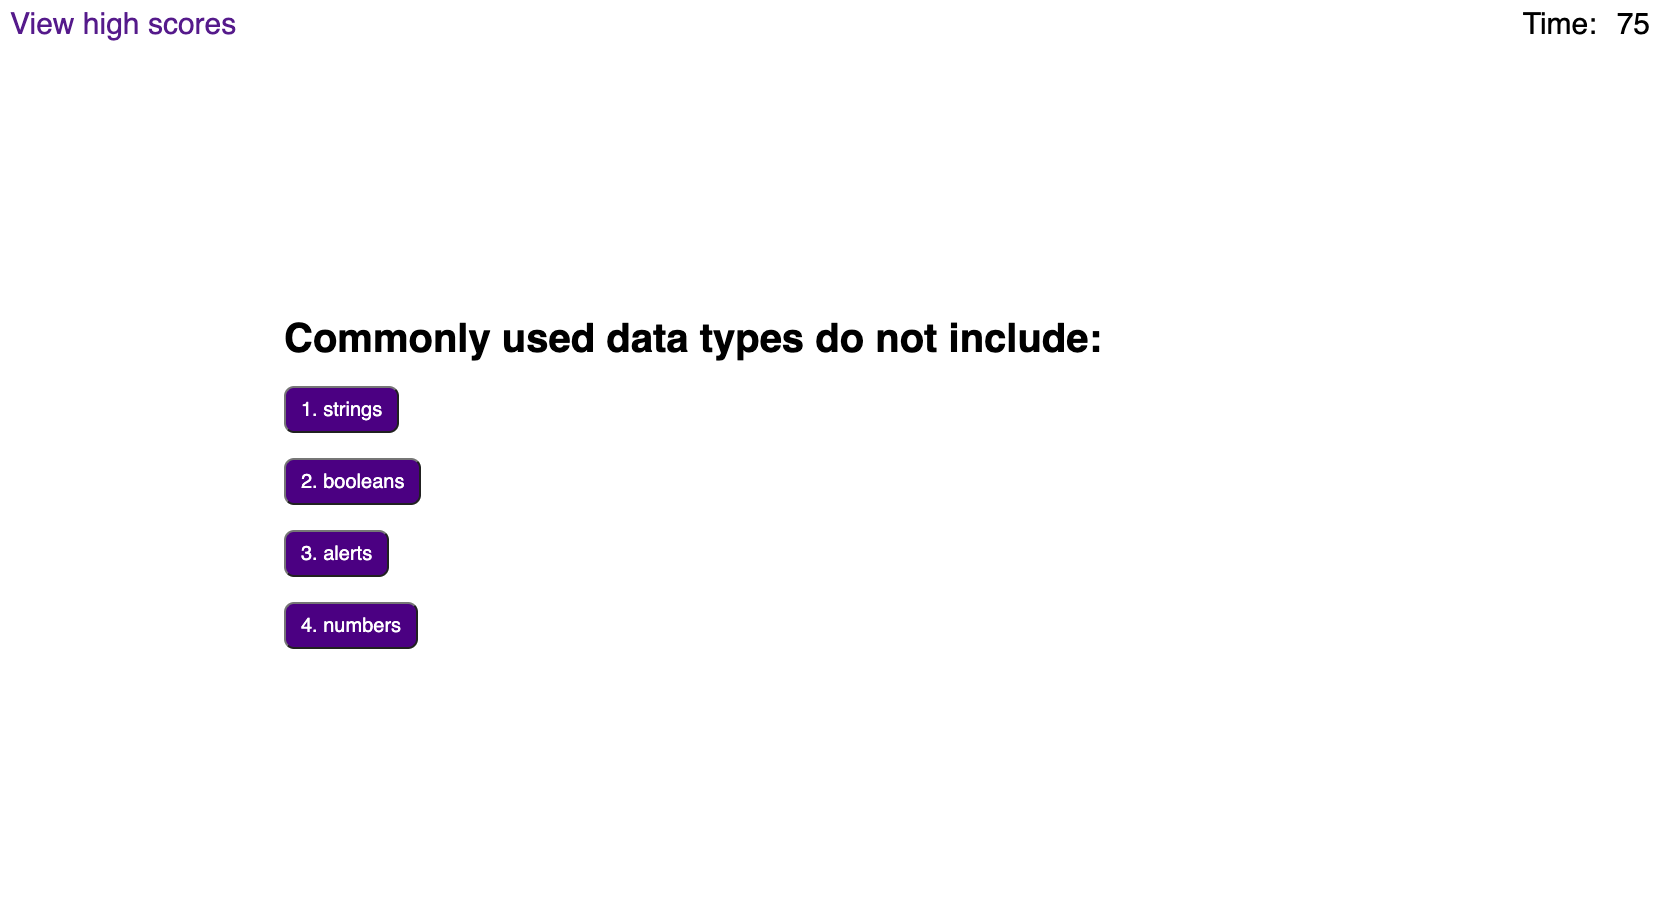 View high scores
Time: 75
Commonly used data types do not include:
1. strings
2. booleans
3. alerts
4. numbers